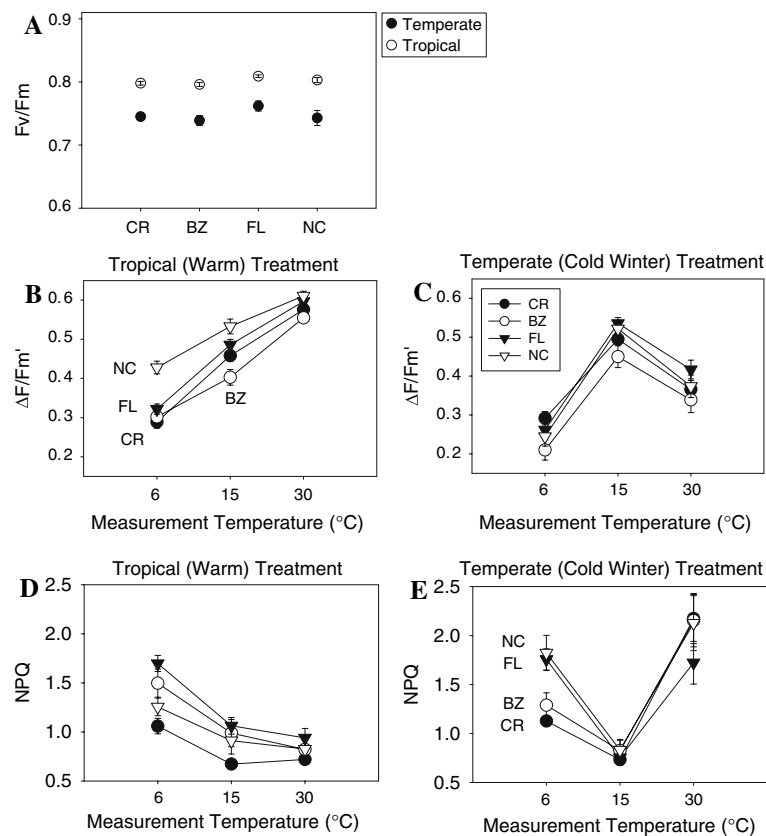 A
0.9
0.8
0.7
0.6
Fv/Fm
CR BZ FL NC
Temperate
Tropical
Tropical (Warm) Treatment
B
0.6
0.5
0.4
0.3
0.2
ΔF/Fm'
NC
FL
CR
BZ
6 15 30
Measurement Temperature (°C)
Temperate (Cold Winter) Treatment
C
0.6
0.5
0.4
0.3
0.2
ΔF/Fm'
CR
BZ
FL
NC
6 15 30
Measurement Temperature (°C)
Tropical (Warm) Treatment
D
2.5
2.0
1.5
1.0
0.5
NPQ
6 15 30
Measurement Temperature (°C)
Temperate (Cold Winter) Treatment
E
2.5
2.0
1.5
1.0
0.5
NPQ
NC
FL
BZ
CR
6 15 30
Measurement Temperature (°C)